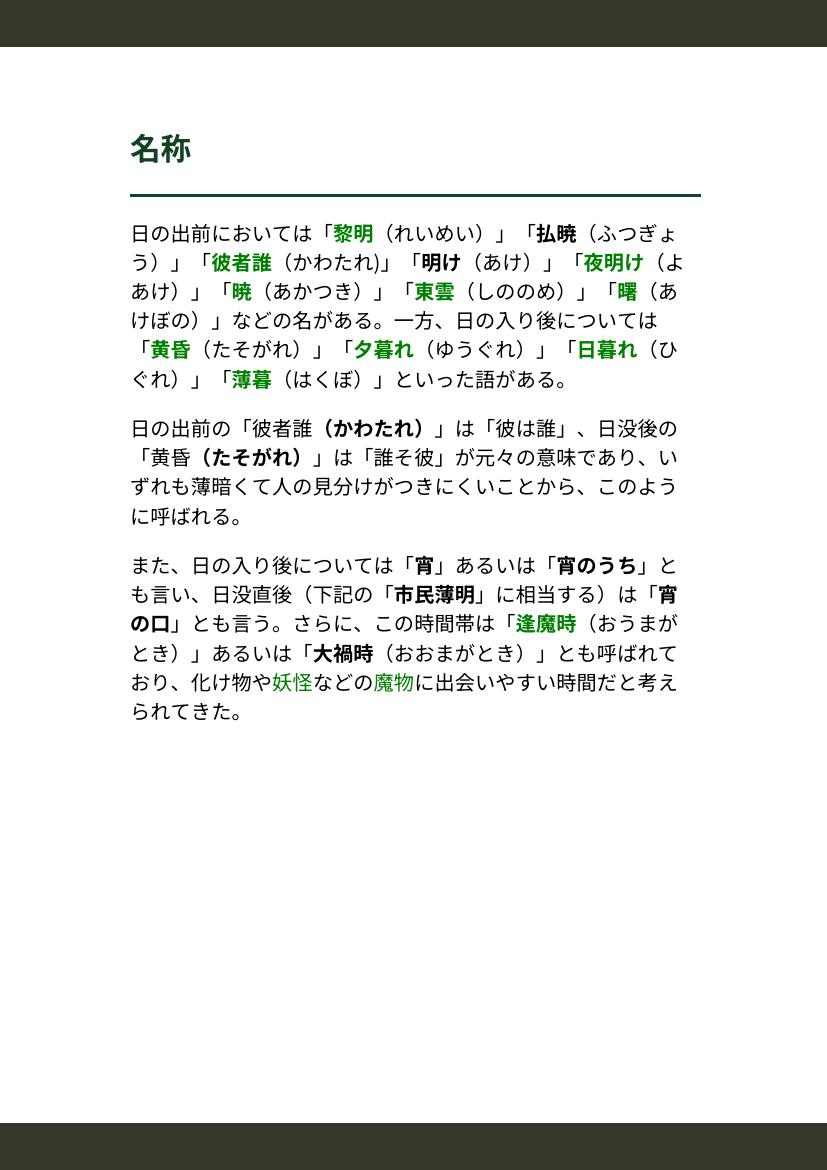 名称
日の出前においては「黎明（れいめい）」「払暁（ふつぎょ
う）」「彼者誰（かわたれ)」「明け（あけ）」「夜明け（よ
あけ）」「暁（あかつき）」「東雲（しののめ）」「曙（あ
けぼの）」などの名がある。一方、日の入り後については
「黄昏（たそがれ）」「夕暮れ（ゆうぐれ）」「日暮れ（ひ
ぐれ）」「薄暮（はくぼ）」といった語がある。
日の出前の「彼者誰（かわたれ）」は「彼は誰」、日没後の
「黄昏（たそがれ）」は「誰そ彼」が元々の意味であり、い
ずれも薄暗くて人の見分けがつきにくいことから、このよう
に呼ばれる。
また、日の入り後については「宵」あるいは「宵のうち」と
も言い、日没直後（下記の「市民薄明」に相当する）は「宵
の口」とも言う。さらに、この時間帯は「逢魔時（おうまが
とき）」あるいは「大禍時（おおまがとき）」とも呼ばれて
おり、化け物や妖怪などの魔物に出会いやすい時間だと考え
られてきた。